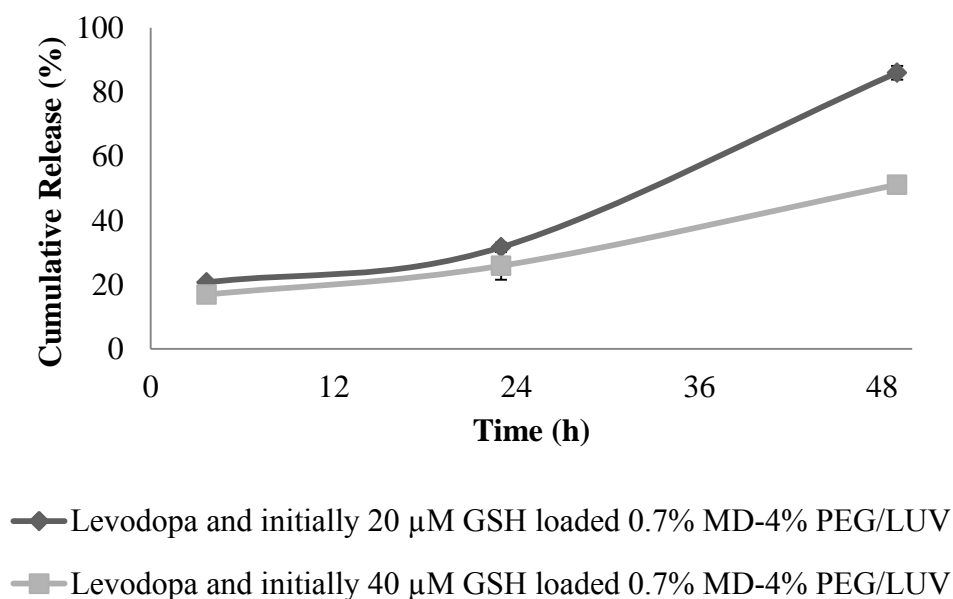 100
80
60
40
20
0
Cumulative Release (%)
0 12 24 36 48
Time (h)
Levodopa and initially 20 µM GSH loaded 0.7% MD-4% PEG/LUV
Levodopa and initially 40 µM GSH loaded 0.7% MD-4% PEG/LUV